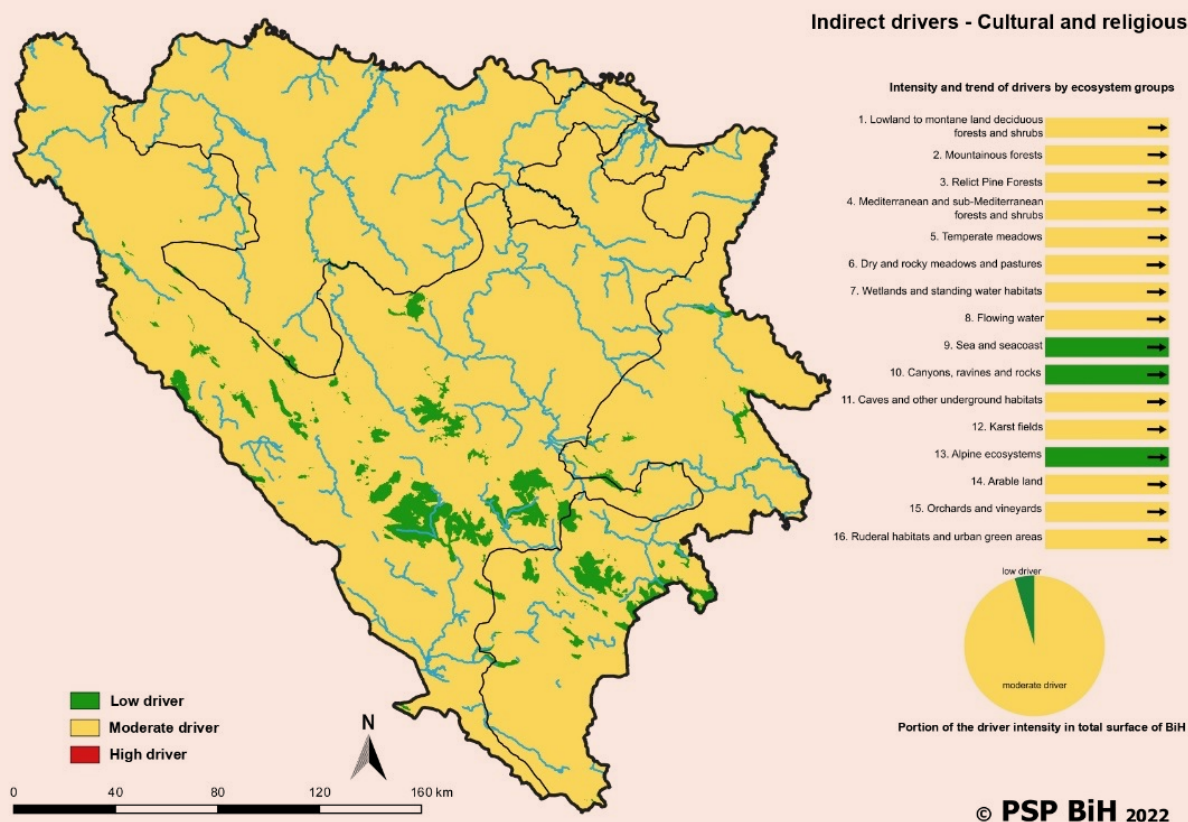 Indirect drivers - Cultural and religious
Intensity and trend of drivers by ecosystem groups
1. Lowland to montane land deciduous
forests and shrubs
2. Mountainous forests
3. Relict Pine Forests
4. Mediterranean and sub-Mediterranean
forests and shrubs
5. Temperate meadows
6. Dry and rocky meadows and pastures
7. Wetlands and standing water habitats
8. Flowing water
9. Sea and seacoast
10. Canyons, ravines and rocks
11. Caves and other underground habitats
12. Karst fields
13. Alpine ecosystems
14. Arable land
15. Orchards and vineyards
16. Ruderal habitats and urban green areas
low driver
moderate driver
Portion of the driver intensity in total surface of BiH
Low driver
Moderate driver
High driver
N
0 40 80 120 160 km
© PSP BiH 2022